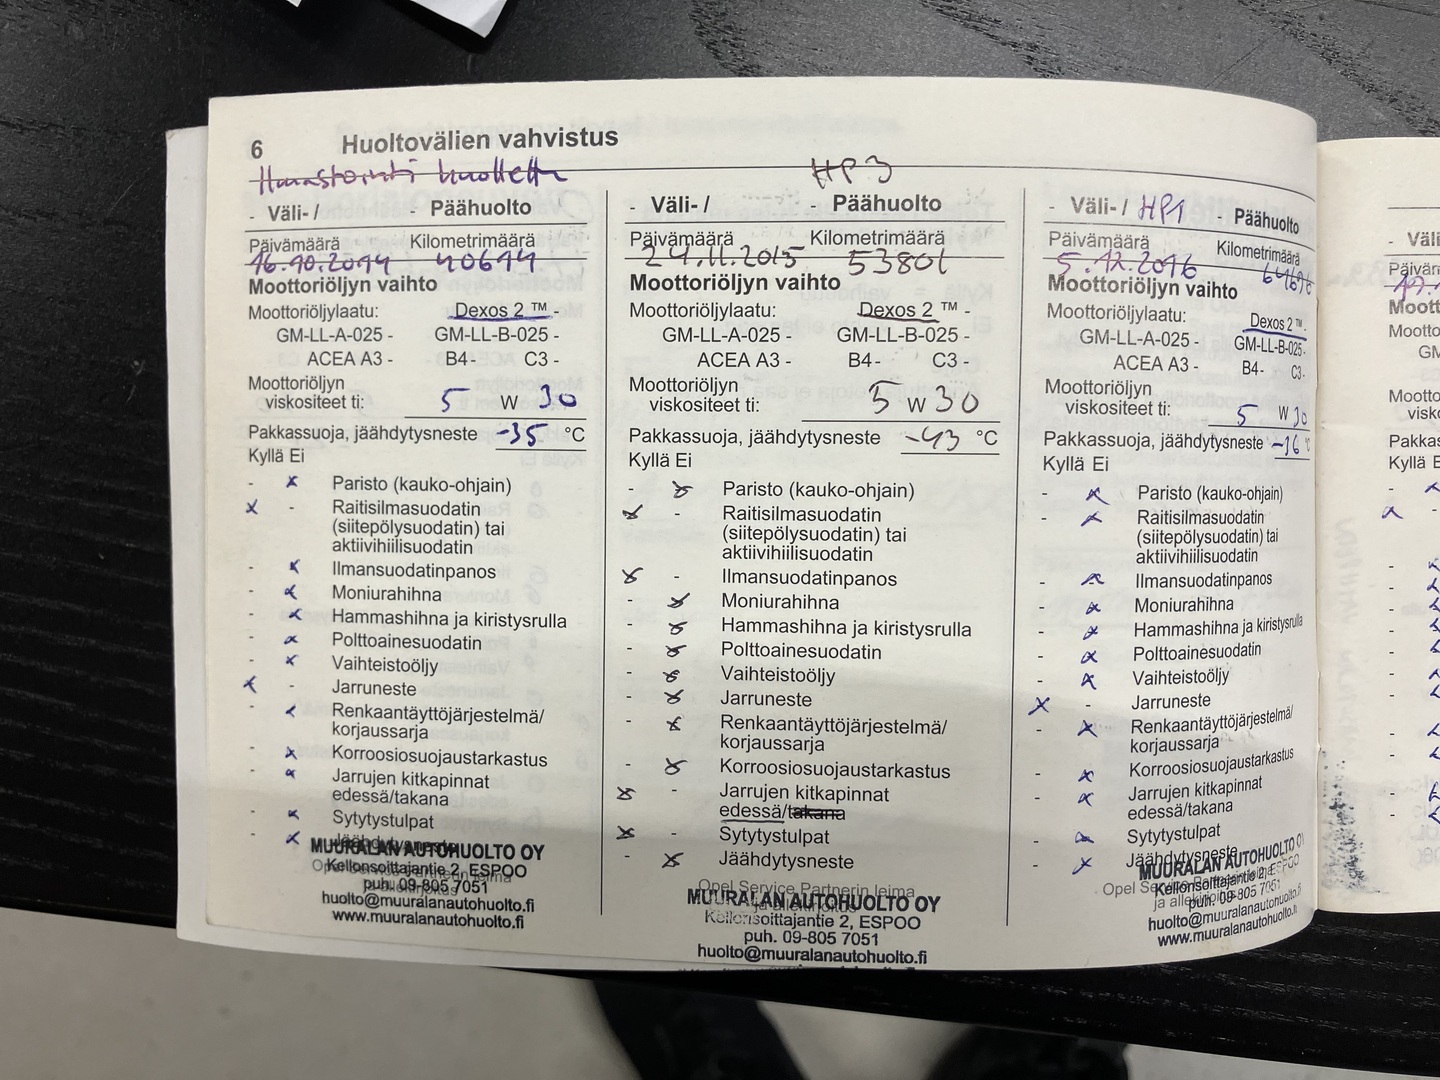 6 Huoltovälien vahvistus
- Väli- / - Päähuolto
Päivämäärä Kilometrimäärä
16.10.2014 40614
Moottoriöljyn vaihto
Moottoriöljylaatu: Dexos 2 ™ -
GM-LL-A-025 - GM-LL-B-025 -
ACEA A3 - B4 - C3 -
Moottoriöljyn
viskositeet ti: 5 W 30
Pakkassuoja, jäähdytysneste -35 °C
Kyllä Ei
- x Paristo (kauko-ohjain)
x - Raitisilmasuodatin
(siitepölysuodatin) tai
aktiivihiilisuodatin
- x Ilmansuodatinpanos
- x Moniurahihna
- x Hammashihna ja kiristysrulla
- x Polttoainesuodatin
- x Vaihteistoöljy
x - Jarruneste
- x Renkaantäyttöjärjestelmä/
korjaussarja
- x Korroosiosuojaustarkastus
- x Jarrujen kitkapinnat
edessä/takana
- x Sytytystulpat
- x Jäähdytysneste
MUURALAN AUTOHUOLTO OY
Kellonsoittajantie 2, ESPOO
puh. 09-805 7051
huolto@muuralanautohuolto.fi
www.muuralanautohuolto.fi
HP3
- Väli- / - Päähuolto
Päivämäärä Kilometrimäärä
24.11.2015 53801
Moottoriöljyn vaihto
Moottoriöljylaatu: Dexos 2 ™ -
GM-LL-A-025 - GM-LL-B-025 -
ACEA A3 - B4 - C3 -
Moottoriöljyn
viskositeet ti: 5 W 30
Pakkassuoja, jäähdytysneste -43 °C
Kyllä Ei
- x Paristo (kauko-ohjain)
x - Raitisilmasuodatin
(siitepölysuodatin) tai
aktiivihiilisuodatin
x - Ilmansuodatinpanos
- x Moniurahihna
- x Hammashihna ja kiristysrulla
- x Polttoainesuodatin
- x Vaihteistoöljy
- x Jarruneste
- x Renkaantäyttöjärjestelmä/
korjaussarja
- x Korroosiosuojaustarkastus
x - Jarrujen kitkapinnat
edessä/takana
x - Sytytystulpat
- x Jäähdytysneste
Opel Service Partnerin leima
MUURALAN AUTOHUOLTO OY
Kellonsoittajantie 2, ESPOO
puh. 09-805 7051
huolto@muuralanautohuolto.fi
- Väli- / HP1 - Päähuolto
Päivämäärä Kilometrimäärä
5.12.2016
Moottoriöljyn vaihto
Moottoriöljylaatu: Dexos 2 ™ -
GM-LL-A-025 - GM-LL-B-025 -
ACEA A3 - B4 - C3 -
Moottoriöljyn
viskositeet ti: 5 W 30
Pakkassuoja, jäähdytysneste -16 °C
Kyllä Ei
- x Paristo (kauko-ohjain)
- x Raitisilmasuodatin
(siitepölysuodatin) tai
aktiivihiilisuodatin
- x Ilmansuodatinpanos
- x Moniurahihna
- x Hammashihna ja kiristysrulla
- x Polttoainesuodatin
- x Vaihteistoöljy
x - Jarruneste
- x Renkaantäyttöjärjestelmä/
korjaussarja
- x Korroosiosuojaustarkastus
- x Jarrujen kitkapinnat
edessä/takana
- x Sytytystulpat
- x Jäähdytysneste
MUURALAN AUTOHUOLTO OY
Kellonsoittajantie 2, ESPOO
puh. 09-805 7051
huolto@muuralanautohuolto.fi
www.muuralanautohuolto.fi